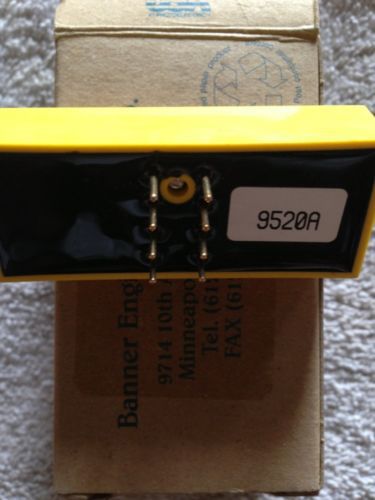 9520A
Banner Eng
9714 10th A
Minneapo
Tel. (61
FAX (61